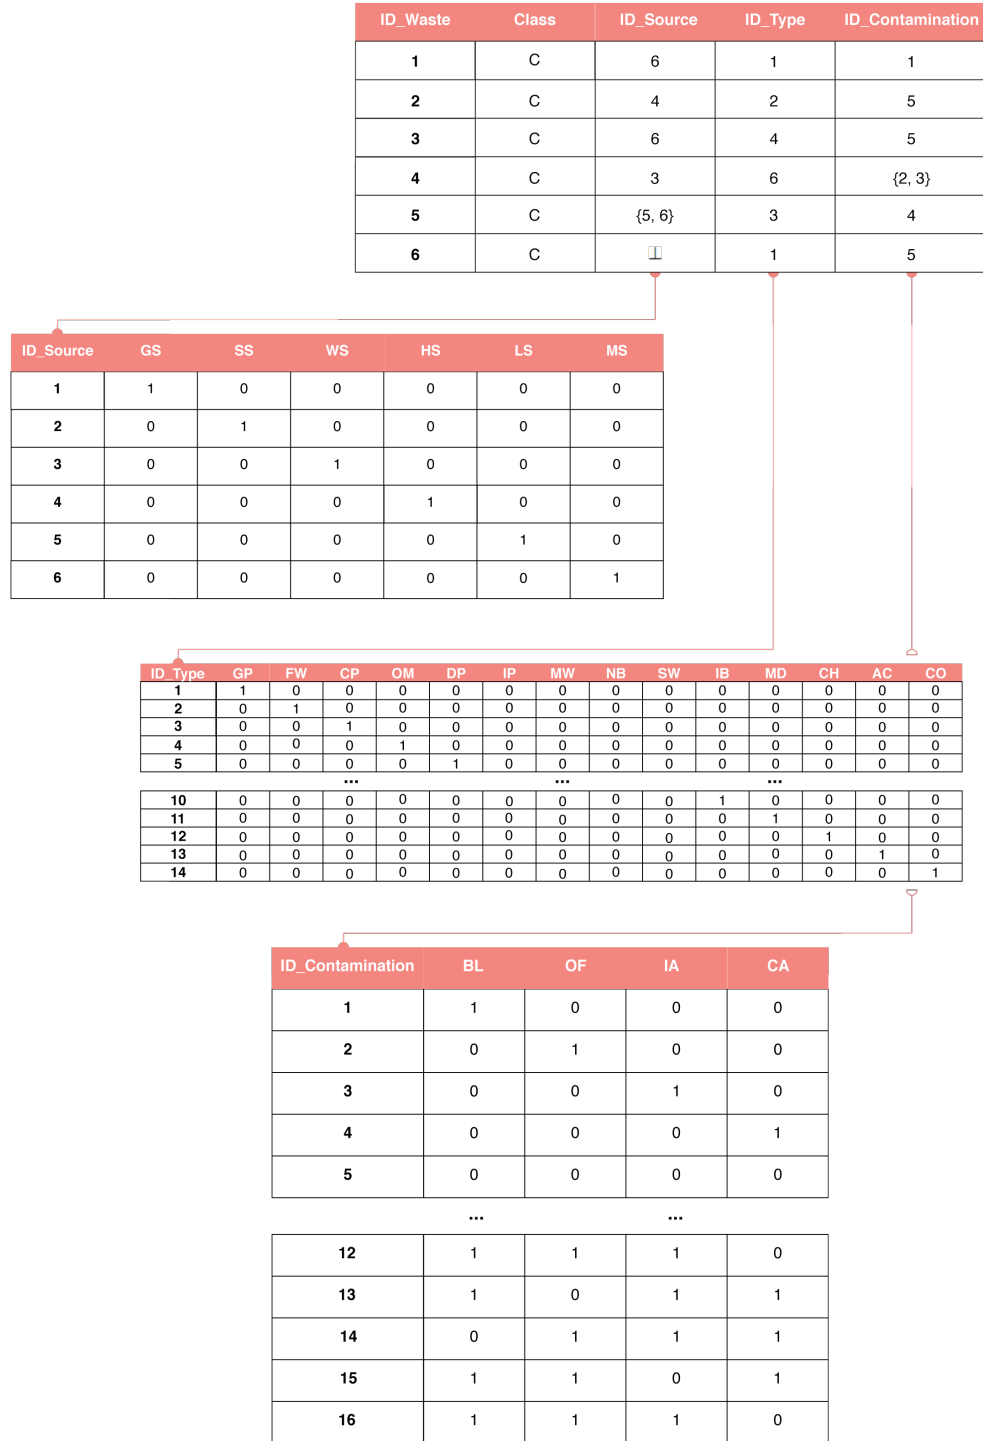 ID_Waste Class ID_Source ID_Type ID_Contamination
1 C 6 1 1
2 C 4 2 5
3 C 6 4 5
4 C 3 6 {2, 3}
5 C {5, 6} 3 4
6 C ⊥ 1 5
ID_Source GS SS WS HS LS MS
1 1 0 0 0 0 0
2 0 1 0 0 0 0
3 0 0 1 0 0 0
4 0 0 0 1 0 0
5 0 0 0 0 1 0
6 0 0 0 0 0 1
ID_Type GP FW CP OM DP IP MW NB SW IB MD CH AC CO
1 1 0 0 0 0 0 0 0 0 0 0 0 0 0
2 0 1 0 0 0 0 0 0 0 0 0 0 0 0
3 0 0 1 0 0 0 0 0 0 0 0 0 0 0
4 0 0 0 1 0 0 0 0 0 0 0 0 0 0
5 0 0 0 0 1 0 0 0 0 0 0 0 0 0
... ... ...
10 0 0 0 0 0 0 0 0 0 1 0 0 0 0
11 0 0 0 0 0 0 0 0 0 0 1 0 0 0
12 0 0 0 0 0 0 0 0 0 0 0 1 0 0
13 0 0 0 0 0 0 0 0 0 0 0 0 1 0
14 0 0 0 0 0 0 0 0 0 0 0 0 0 1
ID_Contamination BL OF IA CA
1 1 0 0 0
2 0 1 0 0
3 0 0 1 0
4 0 0 0 1
5 0 0 0 0
... ...
12 1 1 1 0
13 1 0 1 1
14 0 1 1 1
15 1 1 0 1
16 1 1 1 0